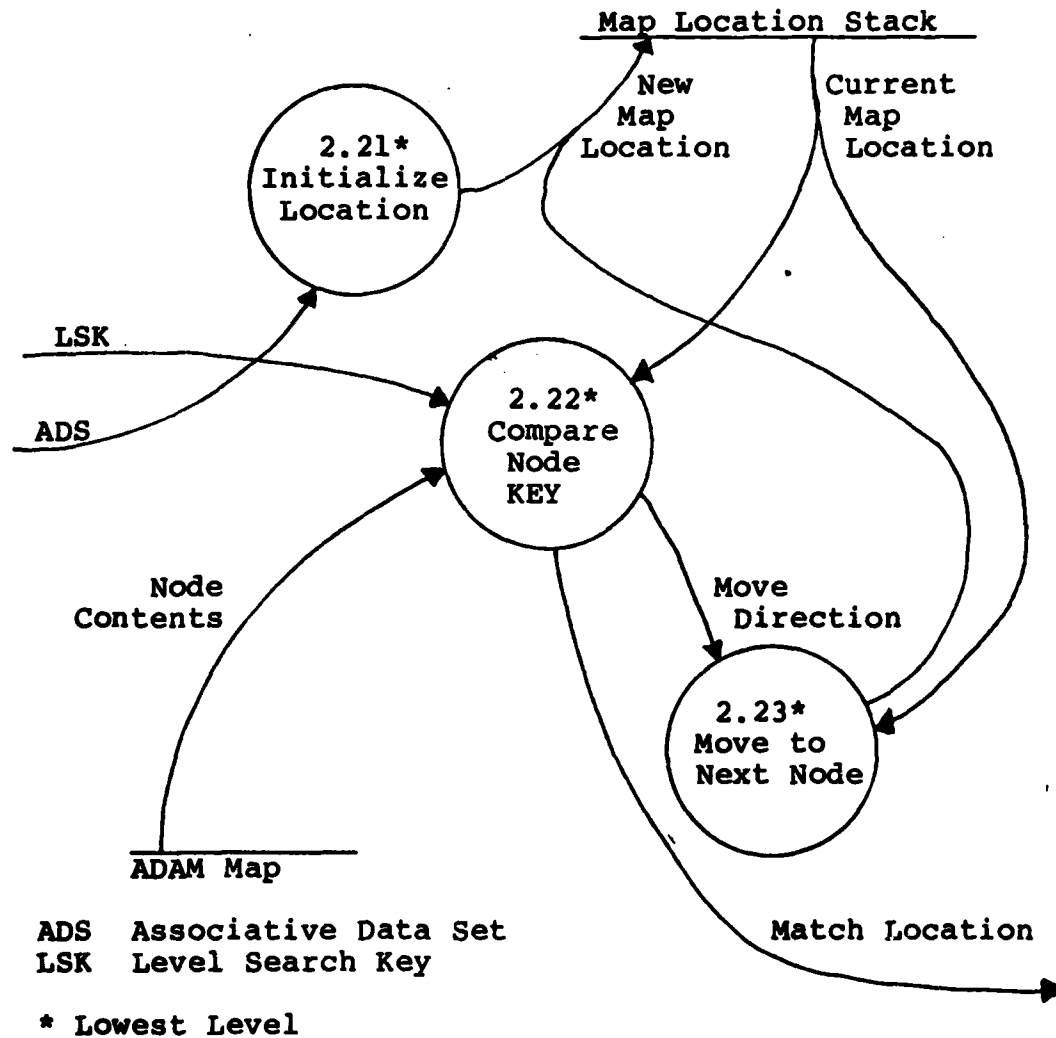 Map Location Stack
New
Map
Location
Current
Map
Location
2.21*
Initialize
Location
LSK
ADS
2.22*
Compare
Node
KEY
Node
Contents
Move
Direction
2.23*
Move to
Next Node
ADAM Map
Match Location
ADS Associative Data Set
LSK Level Search Key
* Lowest Level